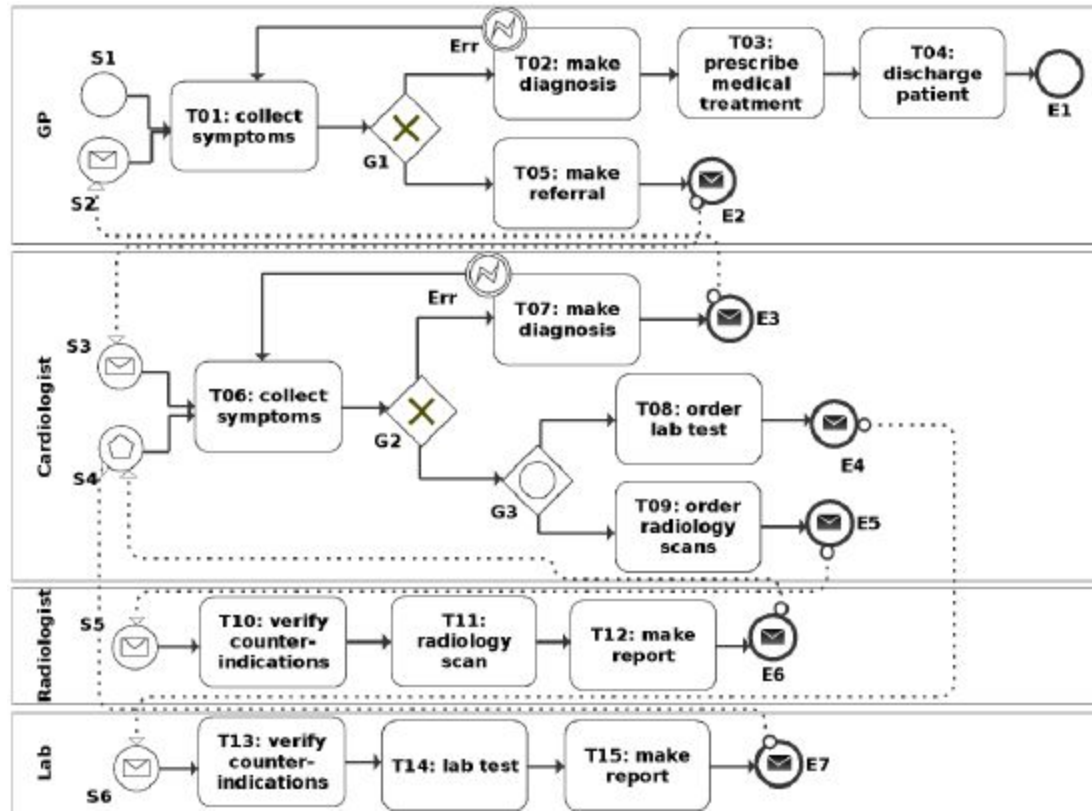 GP
S1
S2
T01: collect
symptoms
G1
Err
T02: make
diagnosis
T03:
prescribe
medical
treatment
T04:
discharge
patient
E1
T05: make
referral
E2
Cardiologist
S3
S4
T06: collect
symptoms
G2
Err
T07: make
diagnosis
E3
G3
T08: order
lab test
E4
T09: order
radiology
scans
E5
Radiologist
S5
T10: verify
counter-
indications
T11:
radiology
scan
T12: make
report
E6
Lab
S6
T13: verify
counter-
indications
T14: lab test
T15: make
report
E7